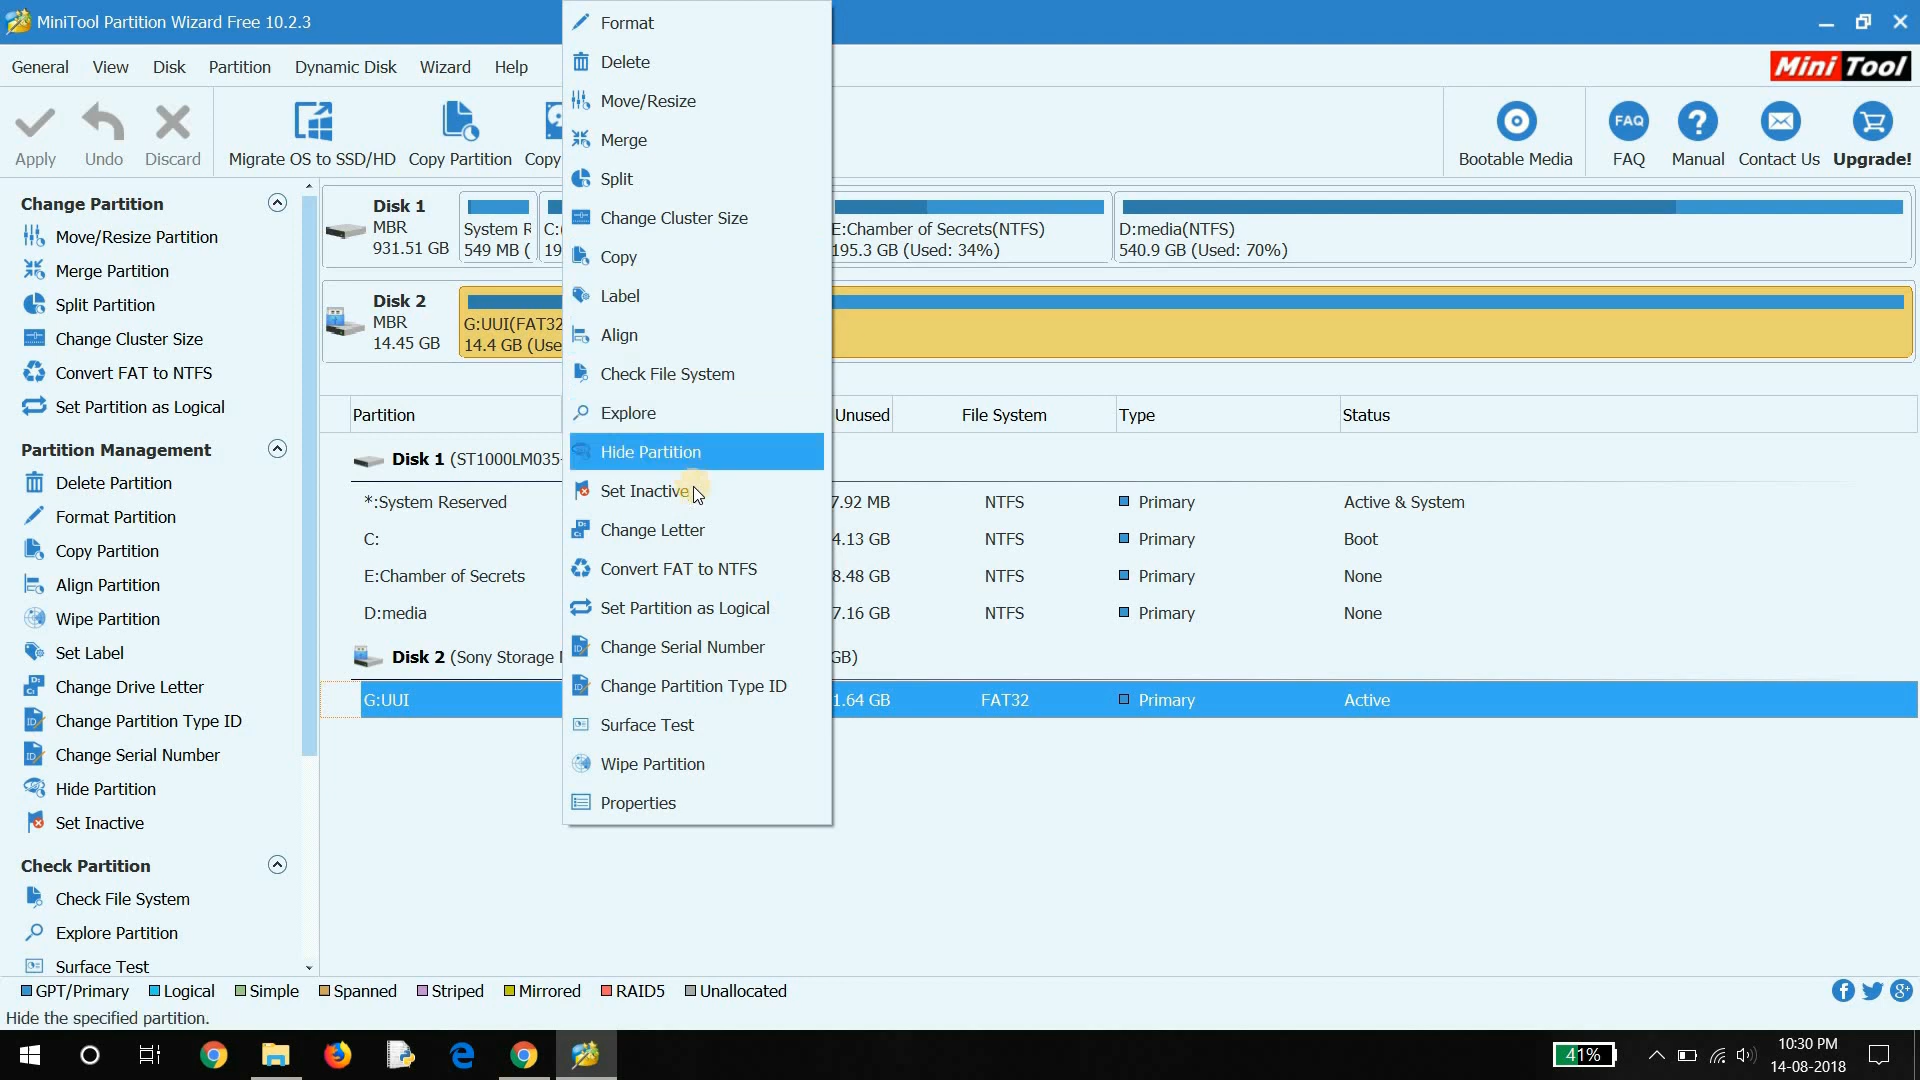 MiniTool Partition Wizard Free 10.2.3
General View Disk Partition Dynamic Disk Wizard Help
Mini Tool
Apply Undo Discard Migrate OS to SSD/HD Copy Partition Copy
Bootable Media FAQ FAQ Manual Contact Us Upgrade!
Change Partition
Move/Resize Partition
Merge Partition
Split Partition
Change Cluster Size
Convert FAT to NTFS
Set Partition as Logical
Partition Management
Delete Partition
Format Partition
Copy Partition
Align Partition
Wipe Partition
Set Label
Change Drive Letter
Change Partition Type ID
Change Serial Number
Hide Partition
Set Inactive
Check Partition
Check File System
Explore Partition
Surface Test
Format
Delete
Move/Resize
Merge
Split
Change Cluster Size
Copy
Label
Align
Check File System
Explore
Hide Partition
Set Inactive
Change Letter
Convert FAT to NTFS
Set Partition as Logical
Change Serial Number
Change Partition Type ID
Surface Test
Wipe Partition
Properties
Disk 1
MBR
931.51 GB
System R
549 MB (
C:(
19
E:Chamber of Secrets(NTFS)
195.3 GB (Used: 34%)
D:media(NTFS)
540.9 GB (Used: 70%)
Disk 2
MBR
14.45 GB
G:UUI(FAT32
14.4 GB (Use
Partition Unused File System Type Status
Disk 1 (ST1000LM035-
*:System Reserved 7.92 MB NTFS Primary Active & System
C: 4.13 GB NTFS Primary Boot
E:Chamber of Secrets 8.48 GB NTFS Primary None
D:media 7.16 GB NTFS Primary None
Disk 2 (Sony Storage GB)
G:UUI 1.64 GB FAT32 Primary Active
GPT/Primary Logical Simple Spanned Striped Mirrored RAID5 Unallocated
Hide the specified partition.
41%
10:30 PM
14-08-2018